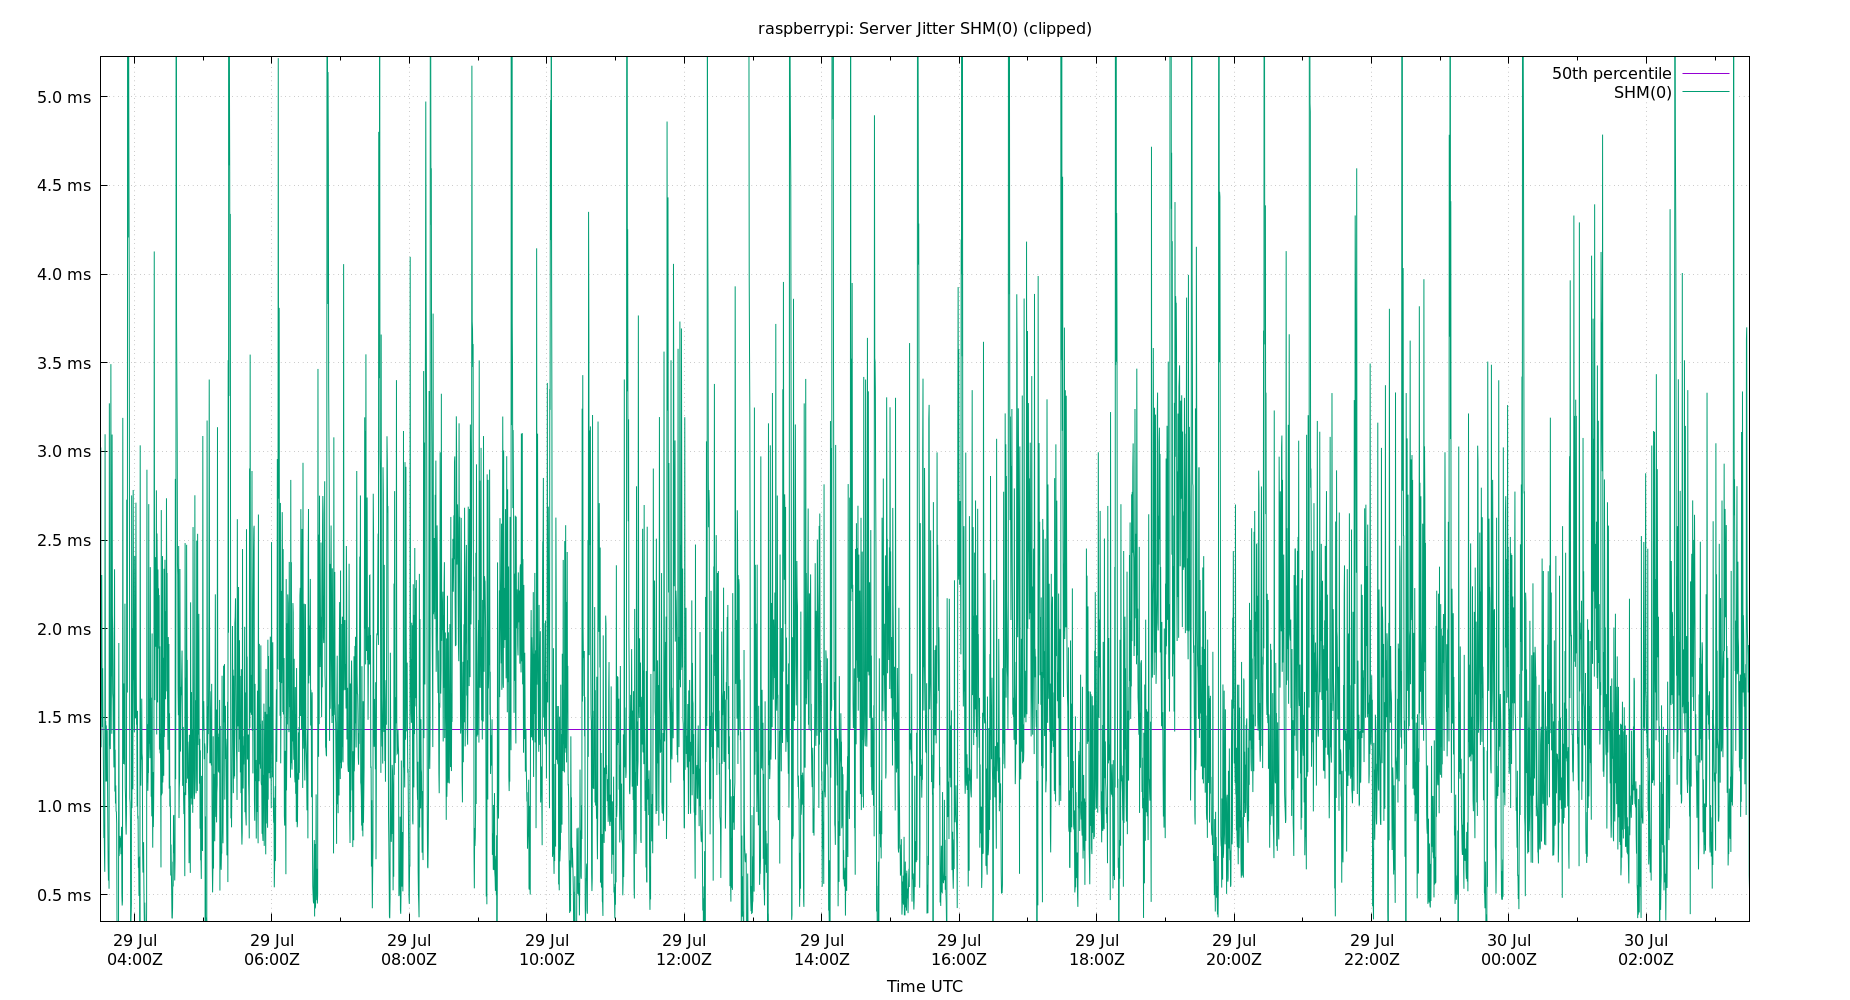 raspberrypi: Server Jitter SHM(0) (clipped)
50th percentile
SHM(0)
5.0 ms
4.5 ms
4.0 ms
3.5 ms
3.0 ms
2.5 ms
2.0 ms
1.5 ms
1.0 ms
0.5 ms
29 Jul 29 Jul 29 Jul 29 Jul 29 Jul 29 Jul 29 Jul 29 Jul 29 Jul 29 Jul 30 Jul 30 Jul
04:00Z 06:00Z 08:00Z 10:00Z 12:00Z 14:00Z 16:00Z 18:00Z 20:00Z 22:00Z 00:00Z 02:00Z
Time UTC